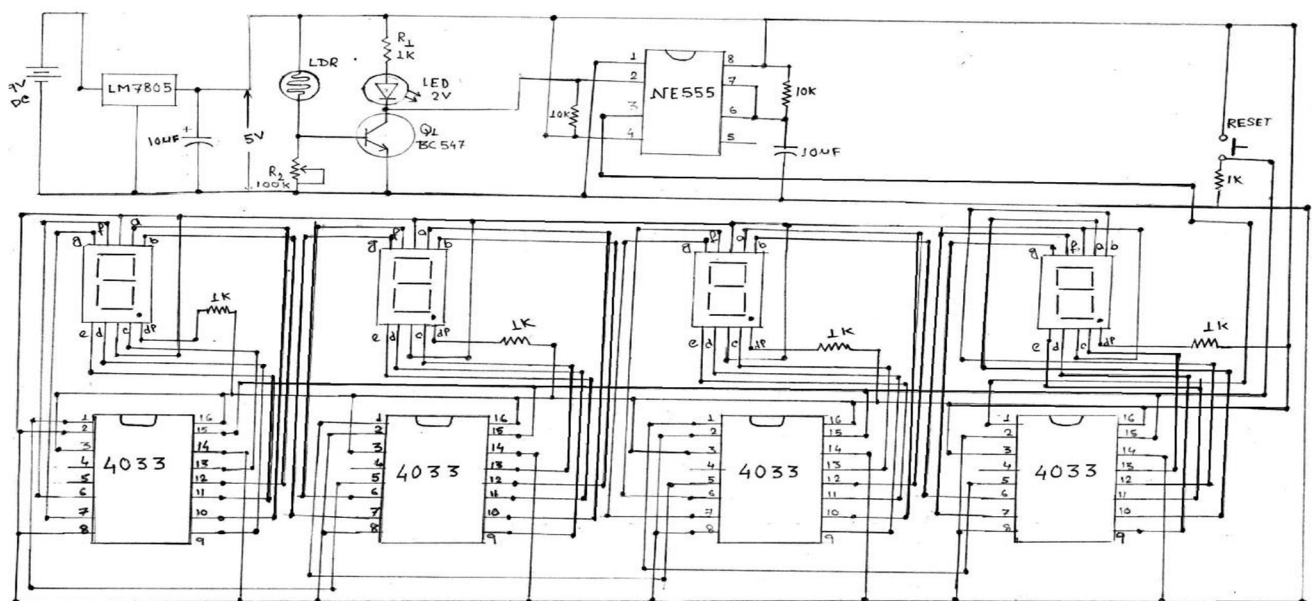 9V
DC
LM7805
10UF +
5V
LDR
R1
1K
LED
2V
Q1
BC547
R2
100K
10K
1
2
3
4
NE555
8
7
6
5
10K
10UF
RESET
1K
g f a b
e d c dp
1K
g f a b
e d c dp
1K
g f a b
e d c dp
1K
g f a b
e d c dp
1K
1
2
3
4
5
6
7
8
4033
16
15
14
13
12
11
10
9
1
2
3
4
5
6
7
8
4033
16
15
14
13
12
11
10
9
1
2
3
4
5
6
7
8
4033
16
15
14
13
12
11
10
9
1
2
3
4
5
6
7
8
4033
16
15
14
13
12
11
10
9